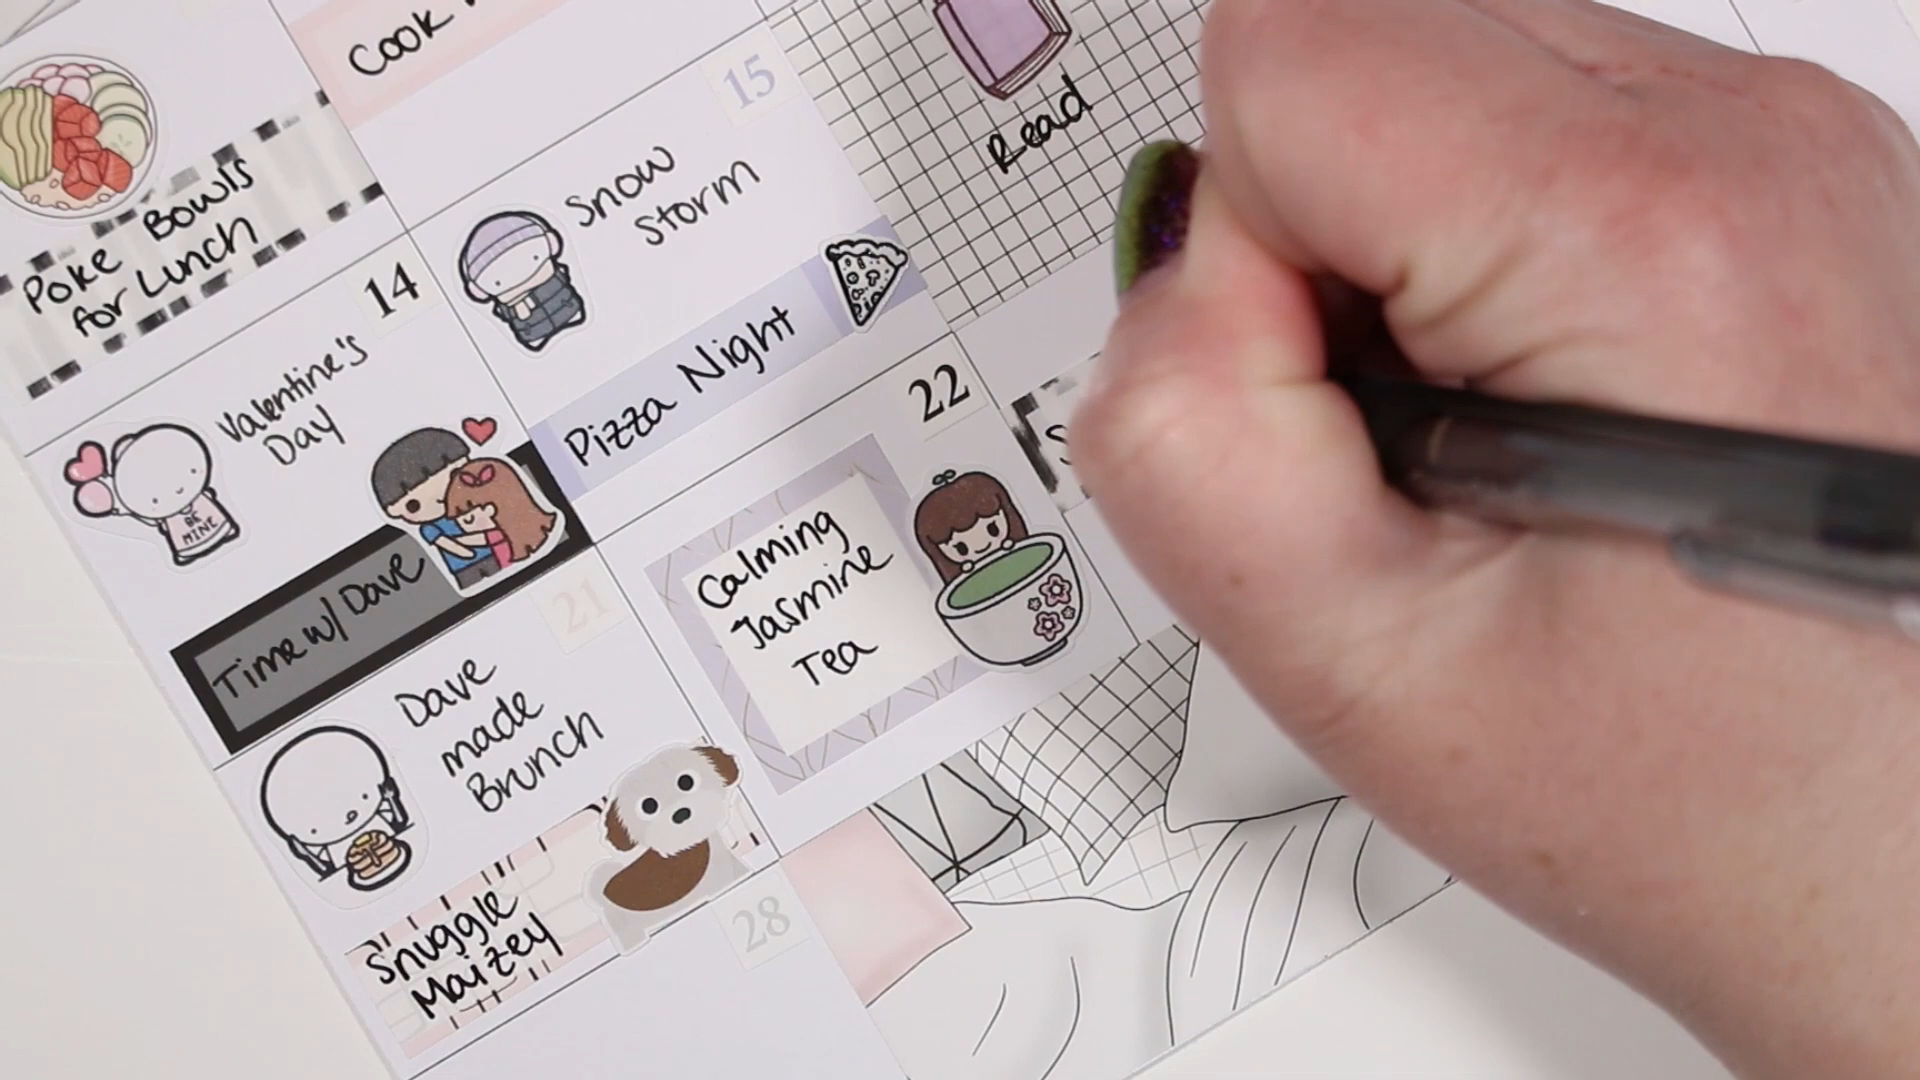 Cook
Poke Bowls
for Lunch
14
Valentine's
Day
BE
MINE
Time w/ Dave
15
Snow
Storm
Pizza Night
Read
21
Dave
made
Brunch
Snuggle
Maizey
22
Calming
Jasmine
Tea
28